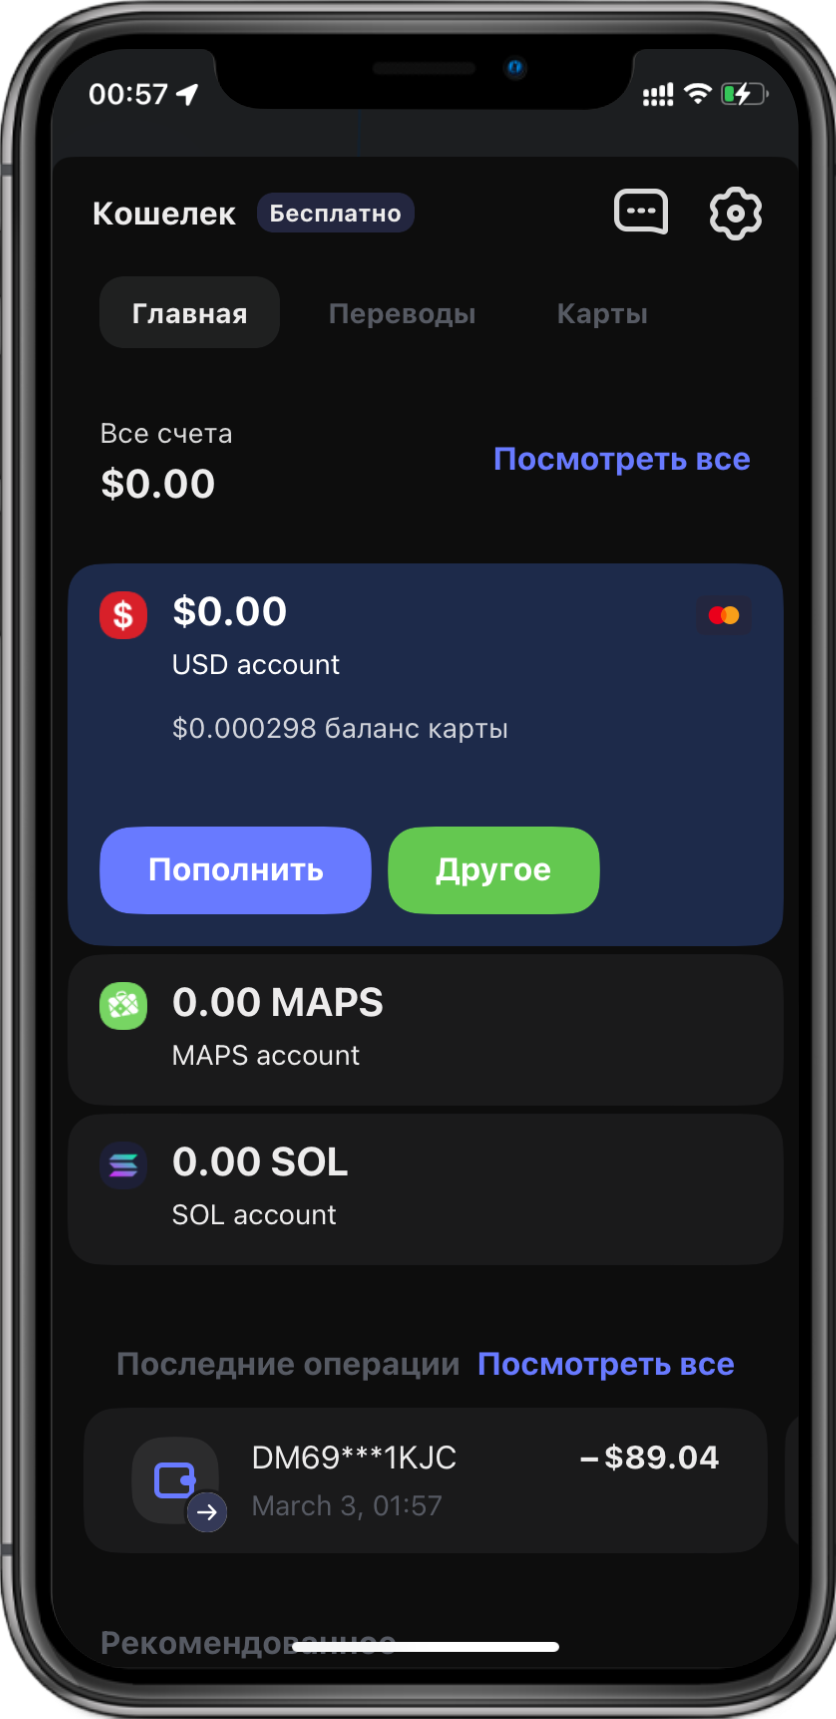 00:57
Кошелек Бесплатно
Главная Переводы Карты
Все счета
$0.00
Посмотреть все
$ $0.00
USD account
$0.000298 баланс карты
Пополнить Другое
0.00 MAPS
MAPS account
0.00 SOL
SOL account
Последние операции Посмотреть все
DM69***1KJC –$89.04
March 3, 01:57
Рекомендованное